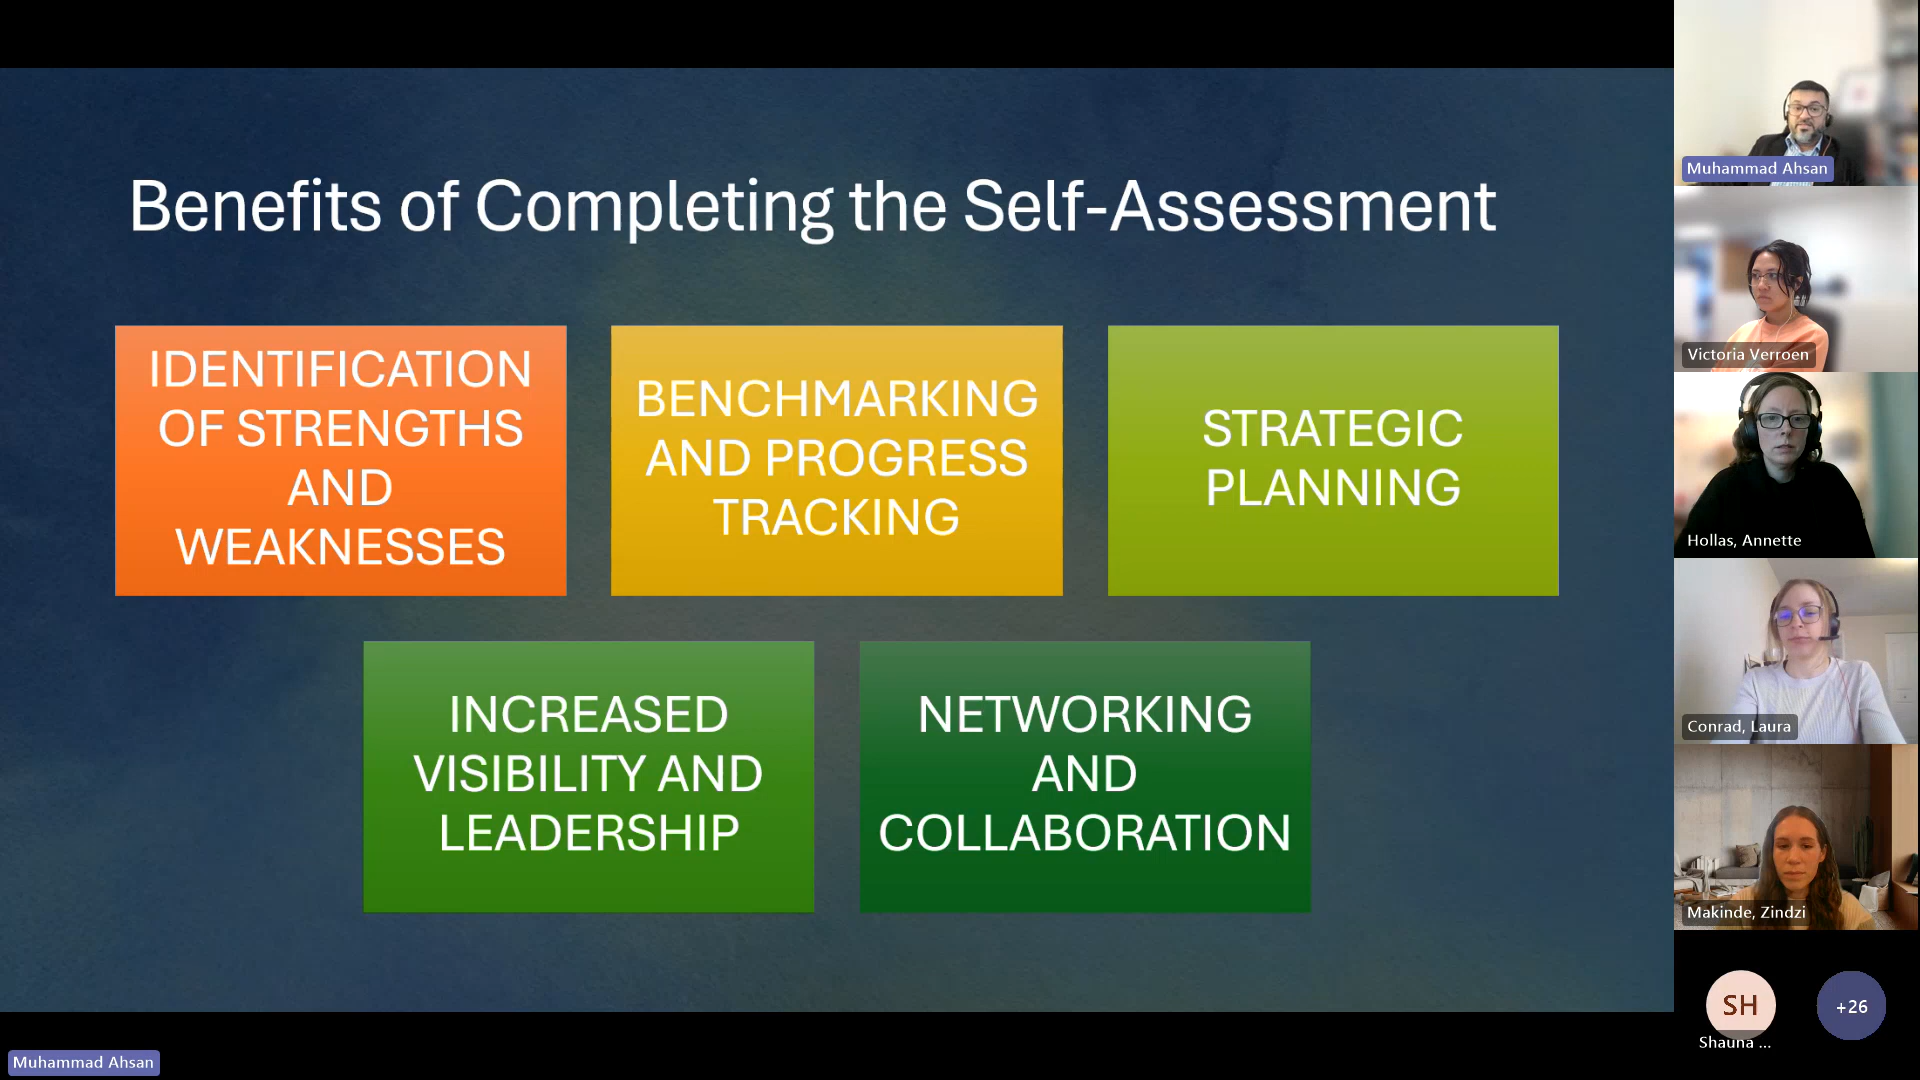 Benefits of Completing the Self-Assessment
IDENTIFICATION
OF STRENGTHS
AND
WEAKNESSES
BENCHMARKING
AND PROGRESS
TRACKING
STRATEGIC
PLANNING
INCREASED
VISIBILITY AND
LEADERSHIP
NETWORKING
AND
COLLABORATION
Muhammad Ahsan
Victoria Verroen
Hollas, Annette
Conrad, Laura
Makinde, Zindzi
SH
Shauna ...
+26
Muhammad Ahsan